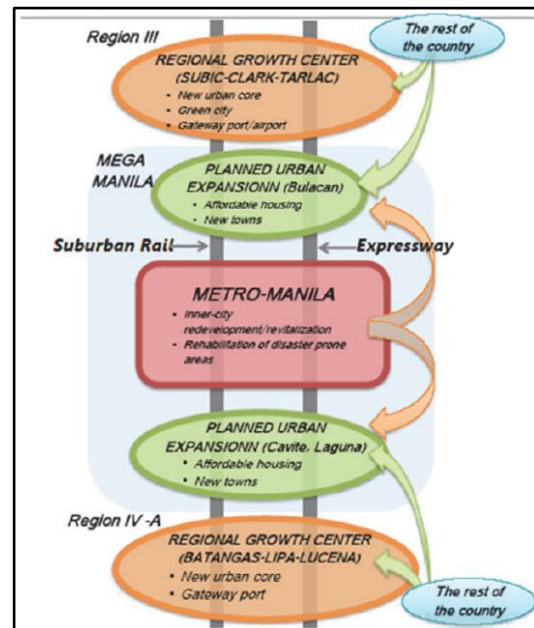 Region III
The rest of
the country
REGIONAL GROWTH CENTER
(SUBIC-CLARK-TARLAC)
• New urban core
• Green city
• Gateway port/airport
MEGA
MANILA
PLANNED URBAN
EXPANSIONN (Bulacan)
• Affordable housing
• New towns
Suburban Rail
Expressway
METRO-MANILA
• Inner-city
redevelopment/revitalization
• Rehabilitation of disaster prone
areas
PLANNED URBAN
EXPANSIONN (Cavite, Laguna)
• Affordable housing
• New towns
Region IV -A
REGIONAL GROWTH CENTER
(BATANGAS-LIPA-LUCENA)
• New urban core
• Gateway port
The rest of the
country